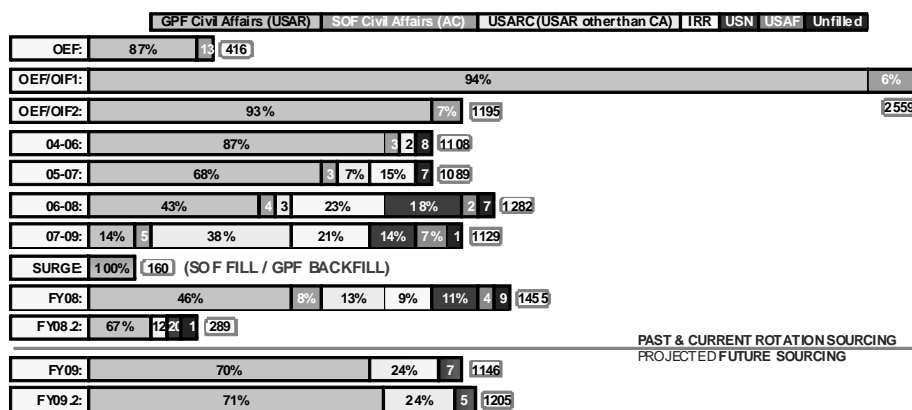 GPF Civil Affairs (USAR) SOF Civil Affairs (AC) USARC (USAR other than CA) IRR USN USAF Unfilled
OEF: 87% 13 416
OEF/OIF1: 94% 6%
2559
OEF/OIF2: 93% 7% 1195
04-06: 87% 3 2 8 1108
05-07: 68% 3 7% 15% 7 1089
06-08: 43% 4 3 23% 18% 2 7 1282
07-09: 14% 5 38% 21% 14% 7% 1 1129
SURGE: 100% 160 (SOF FILL / GPF BACKFILL)
FY08: 46% 8% 13% 9% 11% 4 9 1455
FY08.2: 67% 12 20 1 289
PAST & CURRENT ROTATION SOURCING
PROJECTED FUTURE SOURCING
FY09: 70% 24% 7 1146
FY09.2: 71% 24% 5 1205